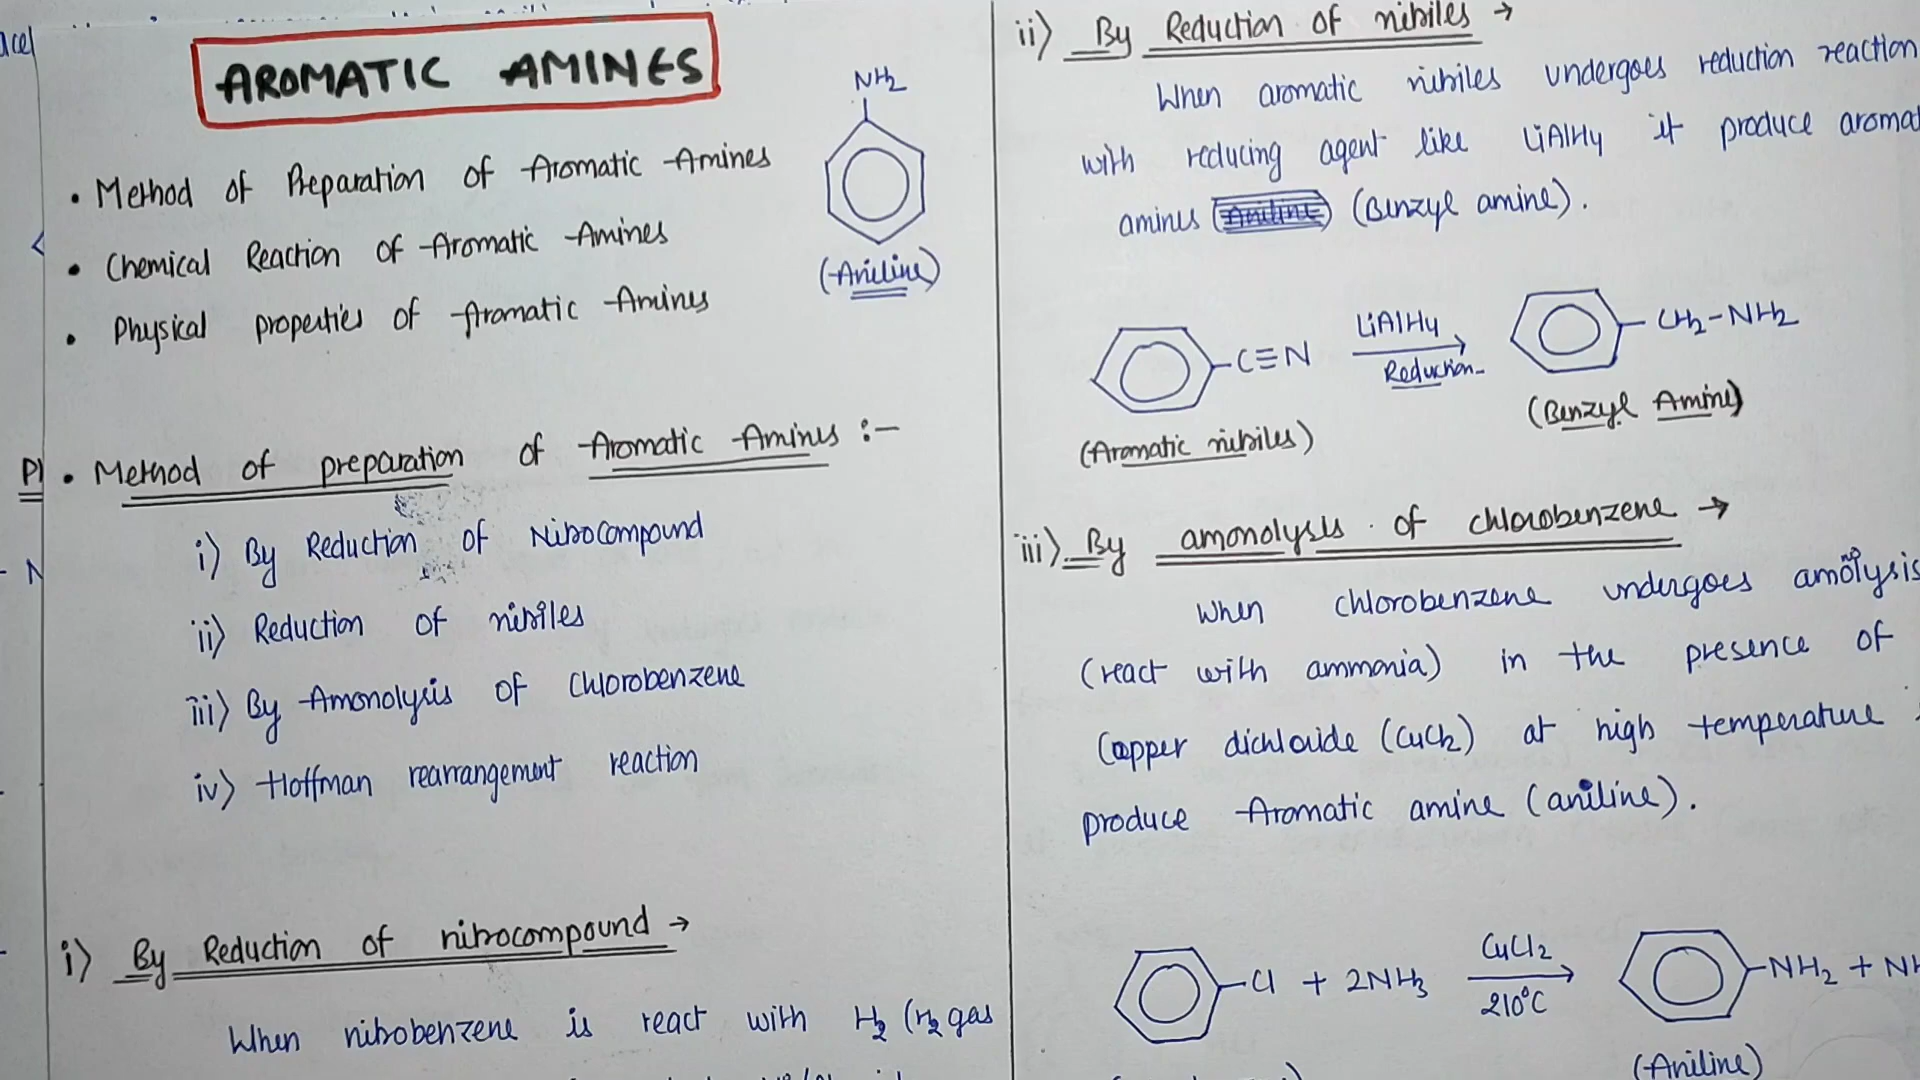 AROMATIC AMINES
NH2
(Aniline)
• Method of Preparation of Aromatic Amines
• Chemical Reaction of Aromatic Amines
• Physical properties of Aromatic Amines
• Method of preparation of Aromatic Amines :-
i) By Reduction of Nitrocompound
ii) Reduction of nitriles
iii) By Amonolysis of Chlorobenzene
iv) Hoffman rearrangement reaction
i) By Reduction of nitrocompound →
When nitrobenzene is react with H2 (H2 gas
ii) By Reduction of nitriles →
When aromatic nitriles undergoes reduction reaction
with reducing agent like LiAlH4 it produce aromat
amines (Benzyl amine).
C≡N LiAlH4 Reduction CH2-NH2
(Aromatic nitriles) (Benzyl Amine)
iii) By amonolysis of chlorobenzene →
When chlorobenzene undergoes amonolysis
(react with ammonia) in the presence of
Copper dichloride (CuCl2) at high temperature
produce Aromatic amine (aniline).
Cl + 2NH3 CuCl2 210°C NH2 + NH
(Aniline)